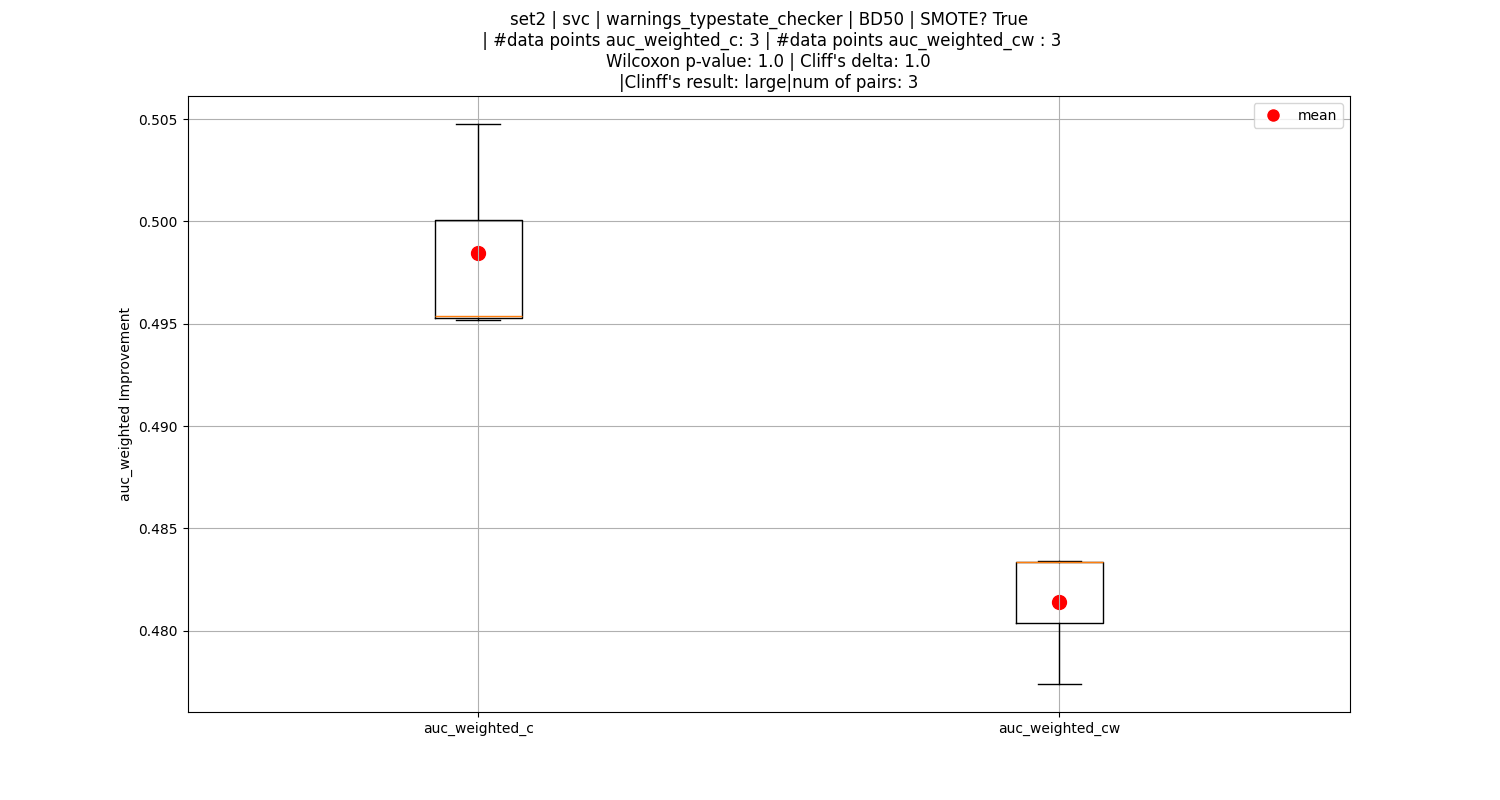 set2 | svc | warnings_typestate_checker | BD50 | SMOTE? True
| #data points auc_weighted_c: 3 | #data points auc_weighted_cw : 3
Wilcoxon p-value: 1.0 | Cliff's delta: 1.0
|Clinff's result: large|num of pairs: 3
mean
0.505
0.500
0.495
0.490
0.485
0.480
auc_weighted Improvement
auc_weighted_c
auc_weighted_cw